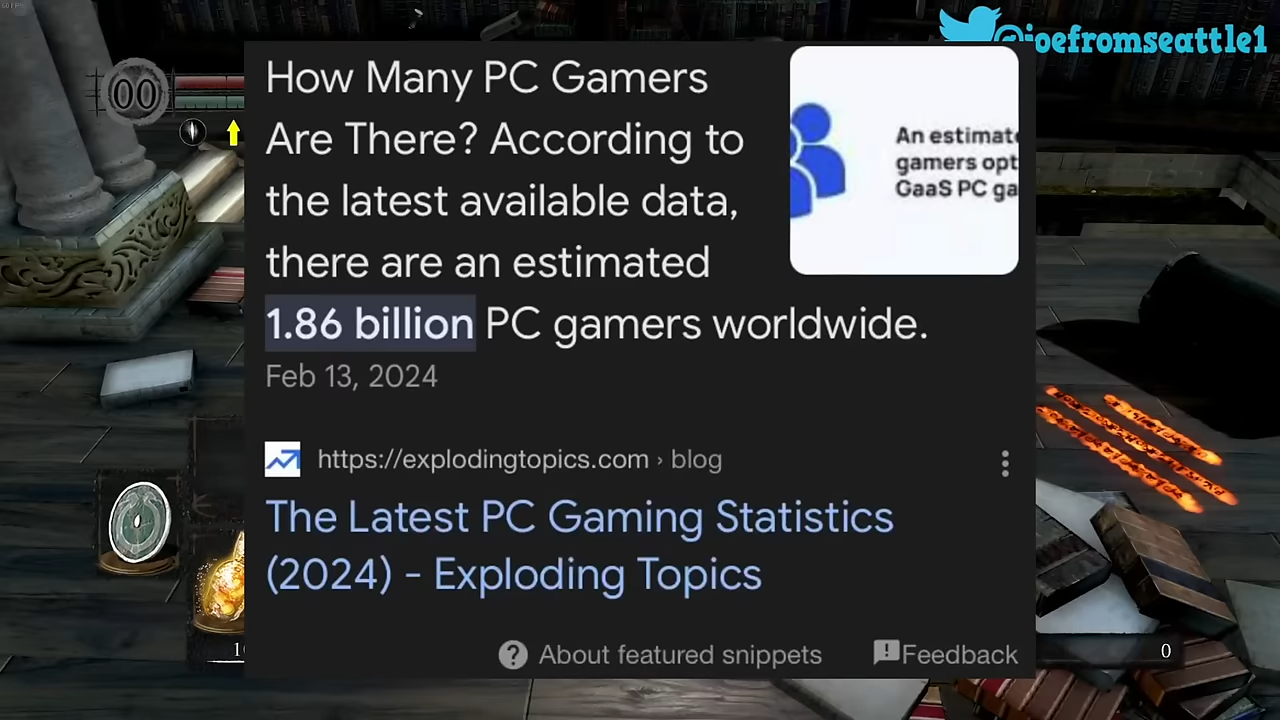 @joefromseattle1
00
How Many PC Gamers
Are There? According to
the latest available data,
there are an estimated
1.86 billion PC gamers worldwide.
Feb 13, 2024
An estimate
gamers opt
GaaS PC ga
https://explodingtopics.com › blog
The Latest PC Gaming Statistics
(2024) - Exploding Topics
About featured snippets
Feedback
0